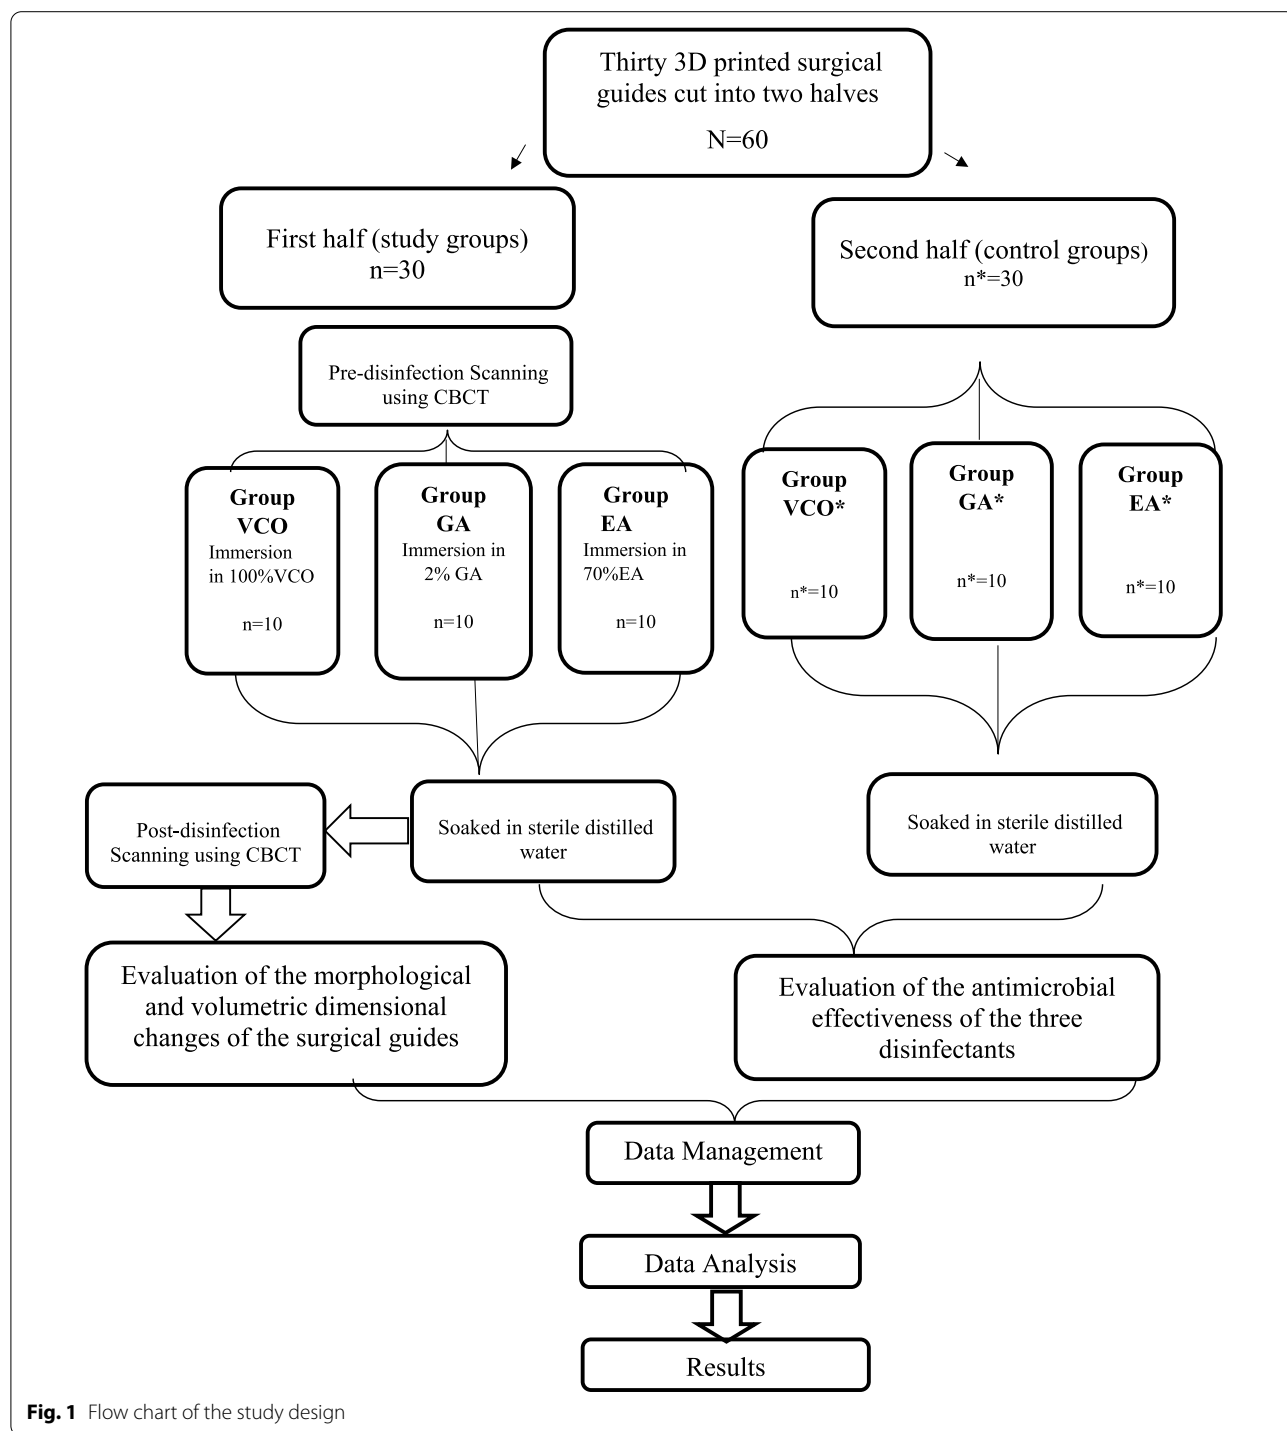 Thirty 3D printed surgical
guides cut into two halves
N=60
First half (study groups)
n=30
Second half (control groups)
n*=30
Pre-disinfection Scanning
using CBCT
Group
VCO
Immersion
in 100%VCO
n=10
Group
GA
Immersion in
2% GA
n=10
Group
EA
Immersion in
70%EA
n=10
Group
VCO*
n*=10
Group
GA*
n*=10
Group
EA*
n*=10
Post-disinfection
Scanning using CBCT
Soaked in sterile distilled
water
Soaked in sterile distilled
water
Evaluation of the morphological
and volumetric dimensional
changes of the surgical guides
Evaluation of the antimicrobial
effectiveness of the three
disinfectants
Data Management
Data Analysis
Results
Fig. 1 Flow chart of the study design